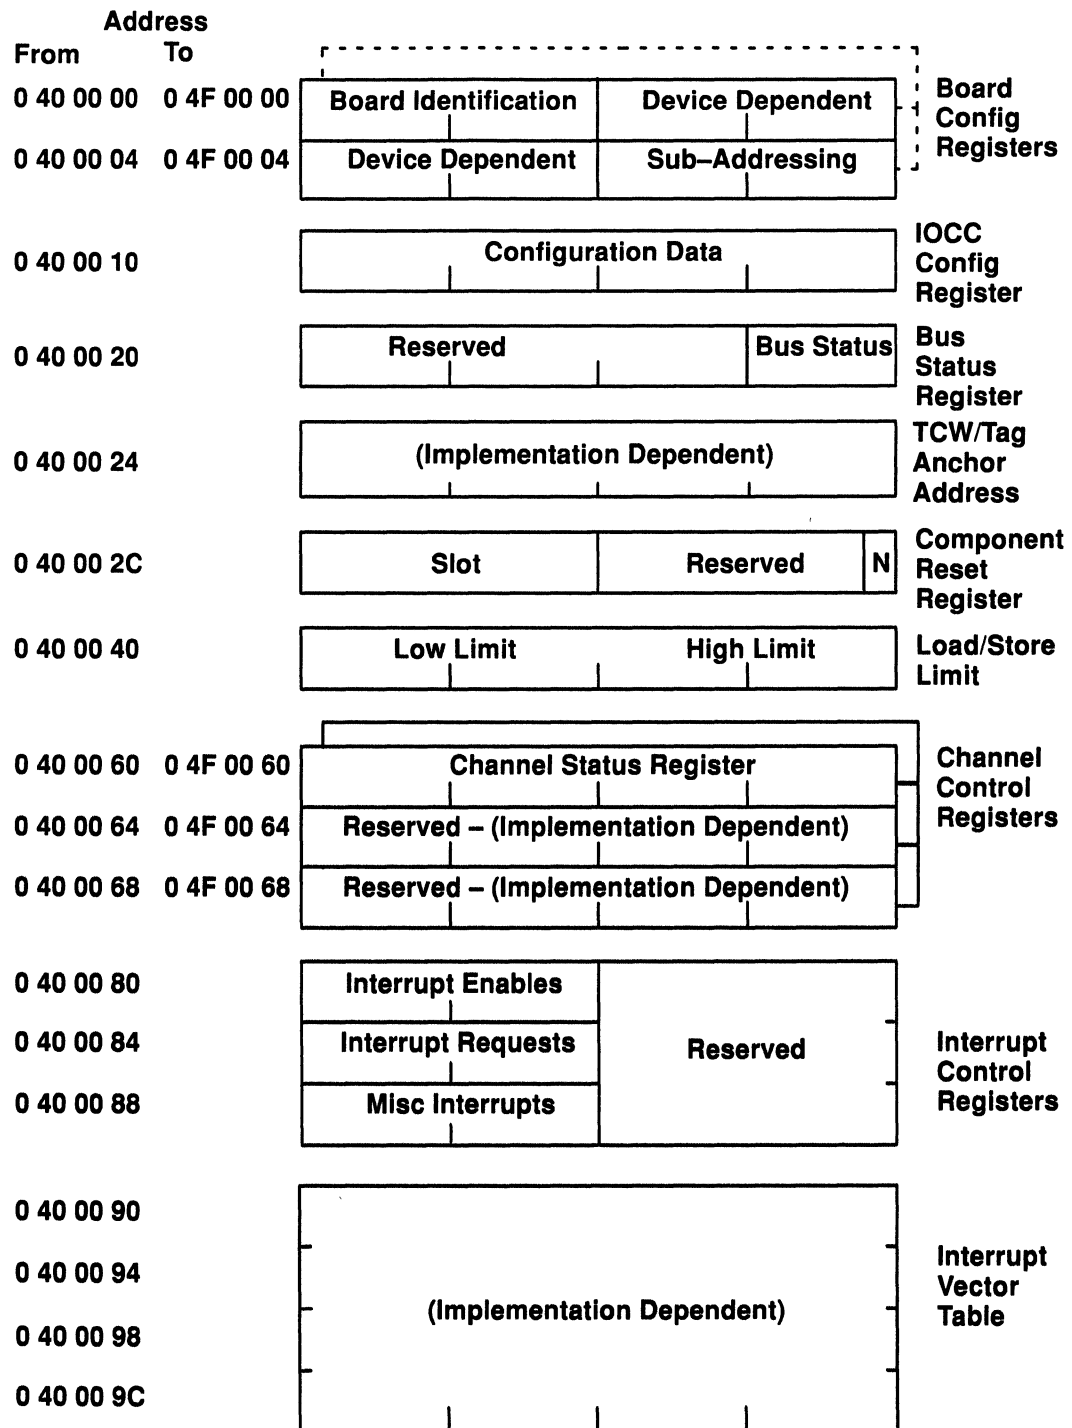 Address
From To
0 40 00 00 0 4F 00 00 Board Identification Device Dependent Board
Config
Registers
0 40 00 04 0 4F 00 04 Device Dependent Sub–Addressing
0 40 00 10 Configuration Data IOCC
Config
Register
0 40 00 20 Reserved Bus Status Bus
Status
Register
0 40 00 24 (Implementation Dependent) TCW/Tag
Anchor
Address
0 40 00 2C Slot Reserved N Component
Reset
Register
0 40 00 40 Low Limit High Limit Load/Store
Limit
0 40 00 60 0 4F 00 60 Channel Status Register Channel
Control
Registers
0 40 00 64 0 4F 00 64 Reserved – (Implementation Dependent)
0 40 00 68 0 4F 00 68 Reserved – (Implementation Dependent)
0 40 00 80 Interrupt Enables
0 40 00 84 Interrupt Requests Reserved Interrupt
Control
Registers
0 40 00 88 Misc Interrupts
0 40 00 90
0 40 00 94 Interrupt
Vector
Table
(Implementation Dependent)
0 40 00 98
0 40 00 9C